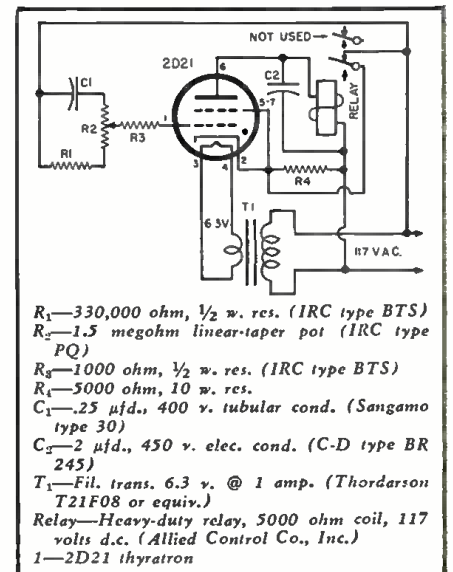 NOT USED
2D21
6
C2
C1
R2
R3
1
5-7
RELAY
R1
3
4
2
R4
6.3V.
T1
117 V.AC.
R₁—330,000 ohm, ½ w. res. (IRC type BTS)
R₂—1.5 megohm linear-taper pot (IRC type
PQ)
R₃—1000 ohm, ½ w. res. (IRC type BTS)
R₄—5000 ohm, 10 w. res.
C₁—.25 µfd., 400 v. tubular cond. (Sangamo
type 30)
C₂—2 µfd., 450 v. elec. cond. (C-D type BR
245)
T₁—Fil. trans. 6.3 v. @ 1 amp. (Thordarson
T21F08 or equiv.)
Relay—Heavy-duty relay, 5000 ohm coil, 117
volts d.c. (Allied Control Co., Inc.)
1—2D21 thyratron